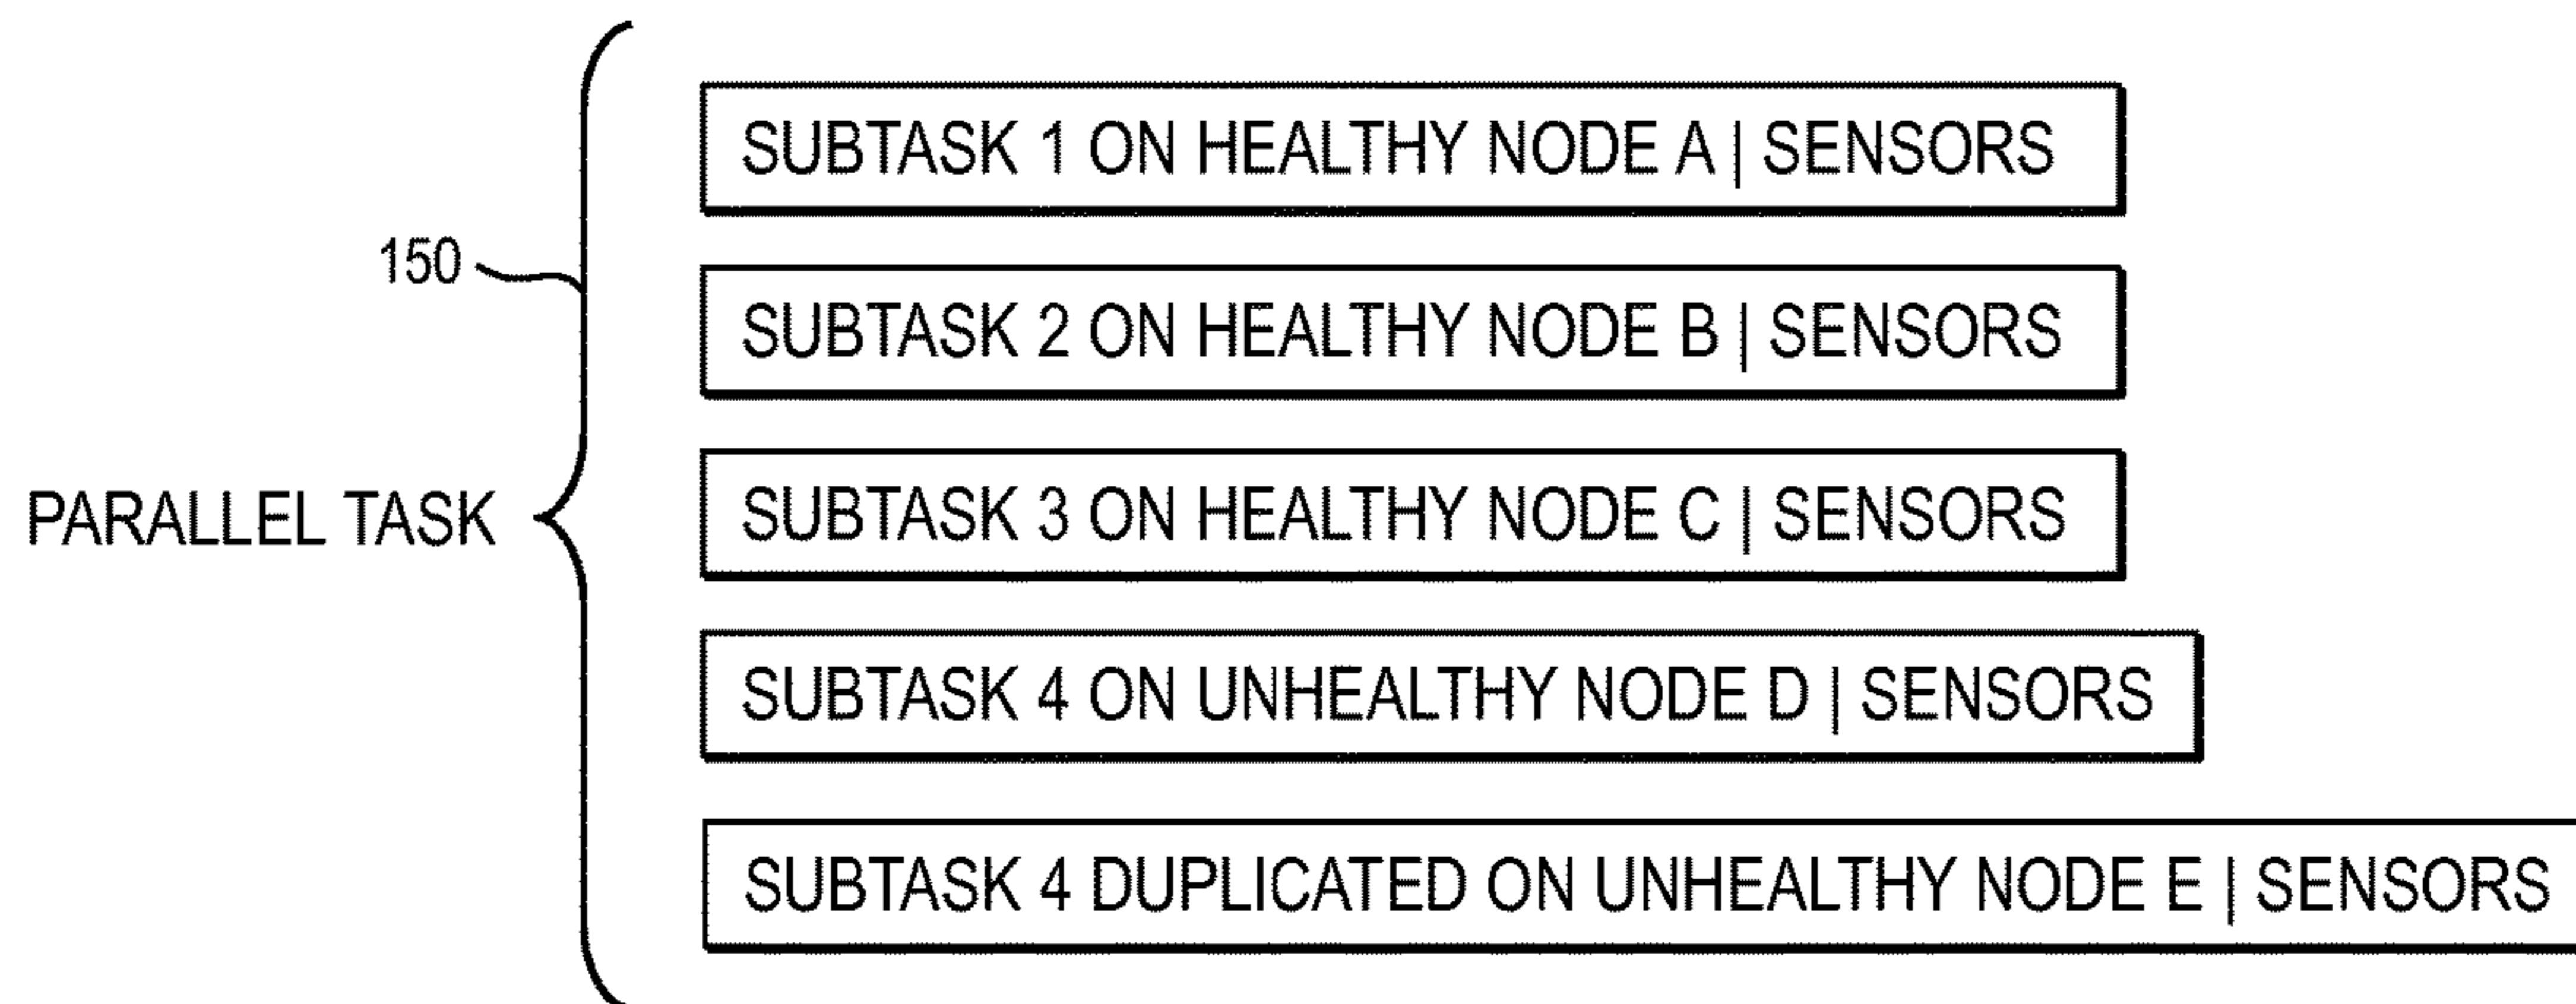 SUBTASK 1 ON HEALTHY NODE A | SENSORS
150
SUBTASK 2 ON HEALTHY NODE B | SENSORS
PARALLEL TASK
SUBTASK 3 ON HEALTHY NODE C | SENSORS
SUBTASK 4 ON UNHEALTHY NODE D | SENSORS
SUBTASK 4 DUPLICATED ON UNHEALTHY NODE E | SENSORS